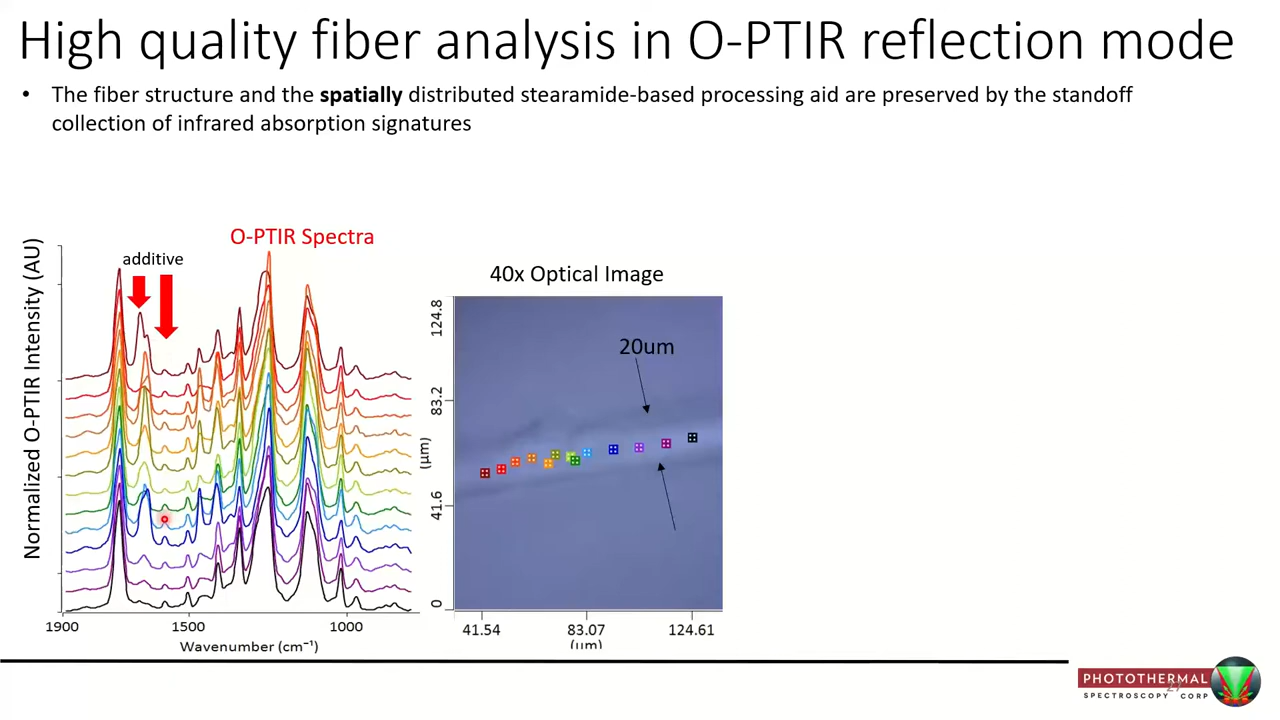 High quality fiber analysis in O-PTIR reflection mode
• The fiber structure and the spatially distributed stearamide-based processing aid are preserved by the standoff
collection of infrared absorption signatures
O-PTIR Spectra
additive
Normalized O-PTIR Intensity (AU)
1900
1500
1000
Wavenumber (cm⁻¹)
40x Optical Image
20um
124.8
83.2
(µm)
41.6
0
41.54
83.07
124.61
(µm)
PHOTOTHERMAL
SPECTROSCOPY CORP
27